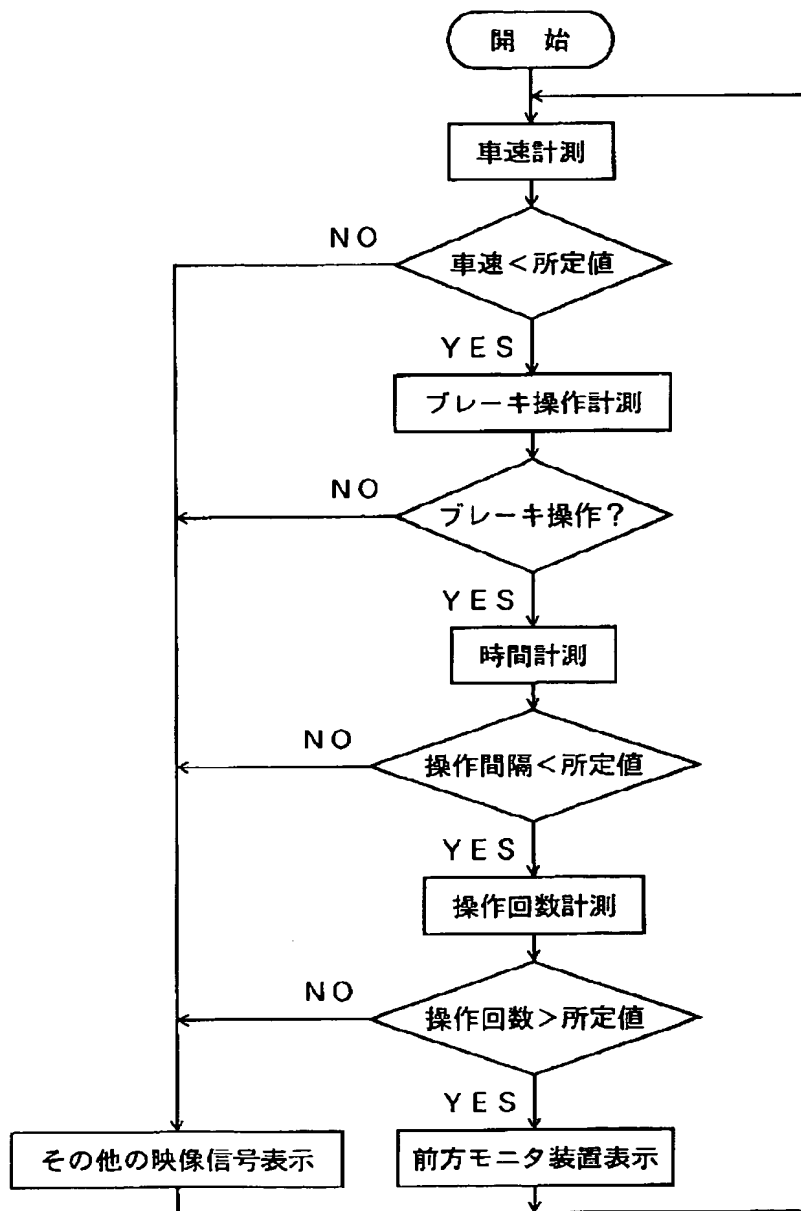 開 始
車速計測
NO
車速<所定値
YES
ブレーキ操作計測
NO
ブレーキ操作?
YES
時間計測
NO
操作間隔<所定値
YES
操作回数計測
NO
操作回数>所定値
YES
その他の映像信号表示
前方モニタ装置表示